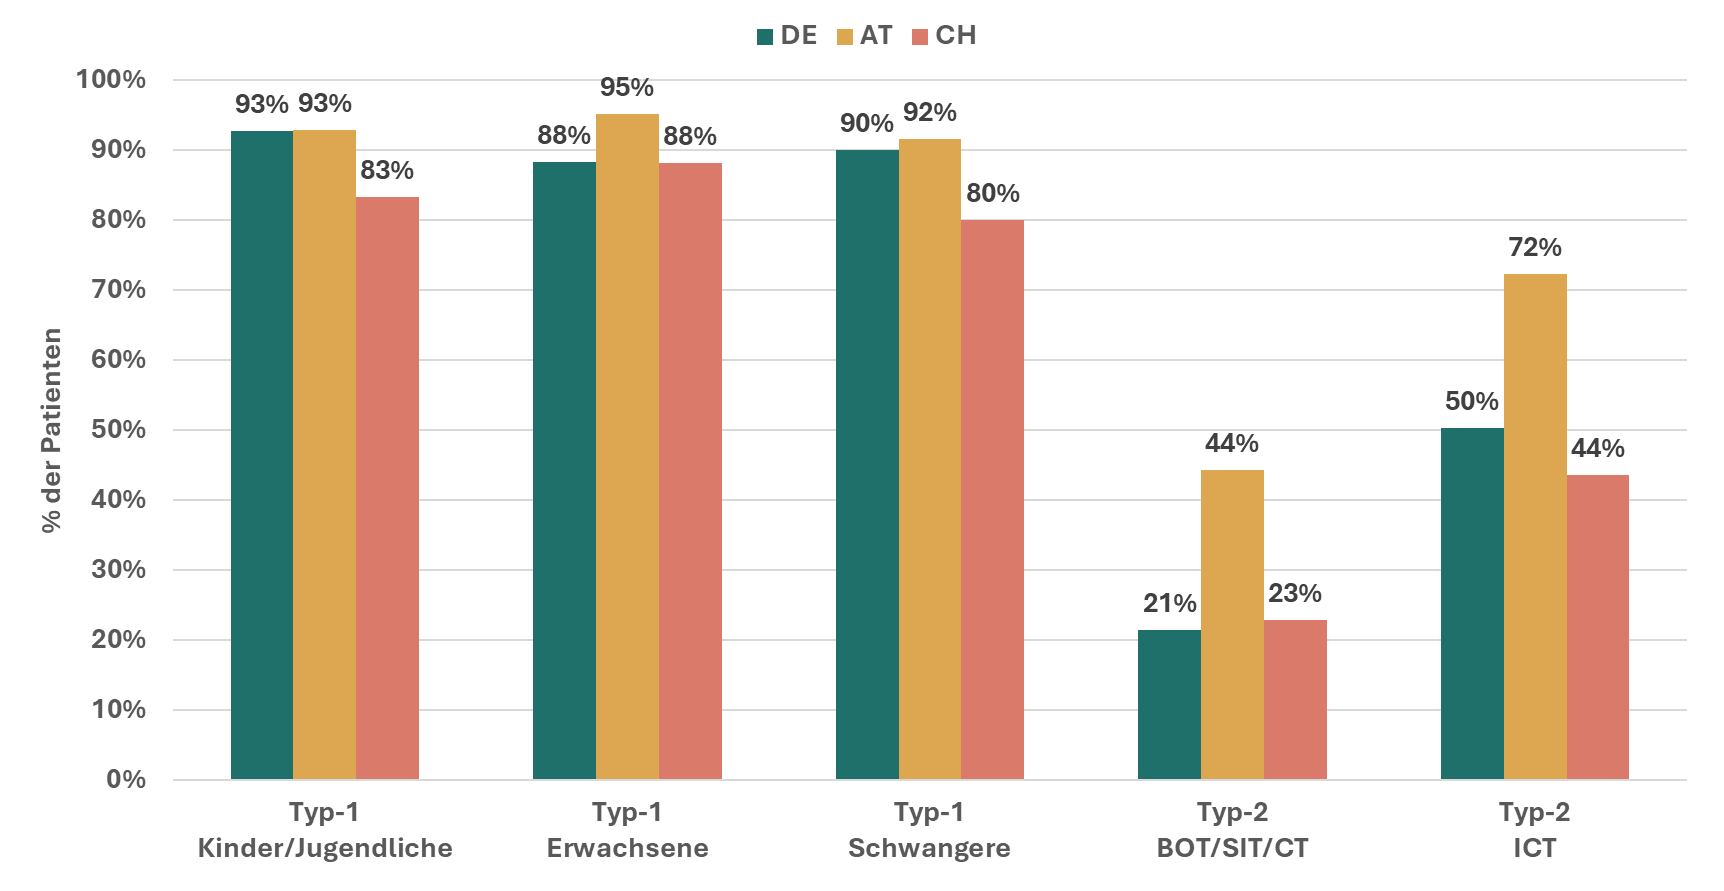 DE AT CH
100%
90%
80%
70%
60%
50%
40%
30%
20%
10%
0%
% der Patienten
93% 93% 83%
88% 95% 88%
90% 92% 80%
21% 44% 23%
50% 72% 44%
Typ-1
Kinder/Jugendliche
Typ-1
Erwachsene
Typ-1
Schwangere
Typ-2
BOT/SIT/CT
Typ-2
ICT